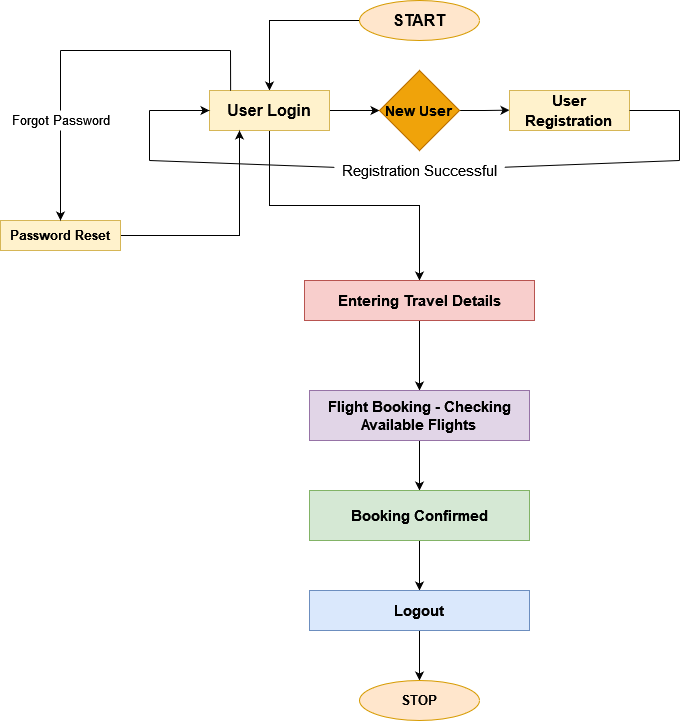 START
User Login
New User
User
Registration
Forgot Password
Registration Successful
Password Reset
Entering Travel Details
Flight Booking - Checking
Available Flights
Booking Confirmed
Logout
STOP